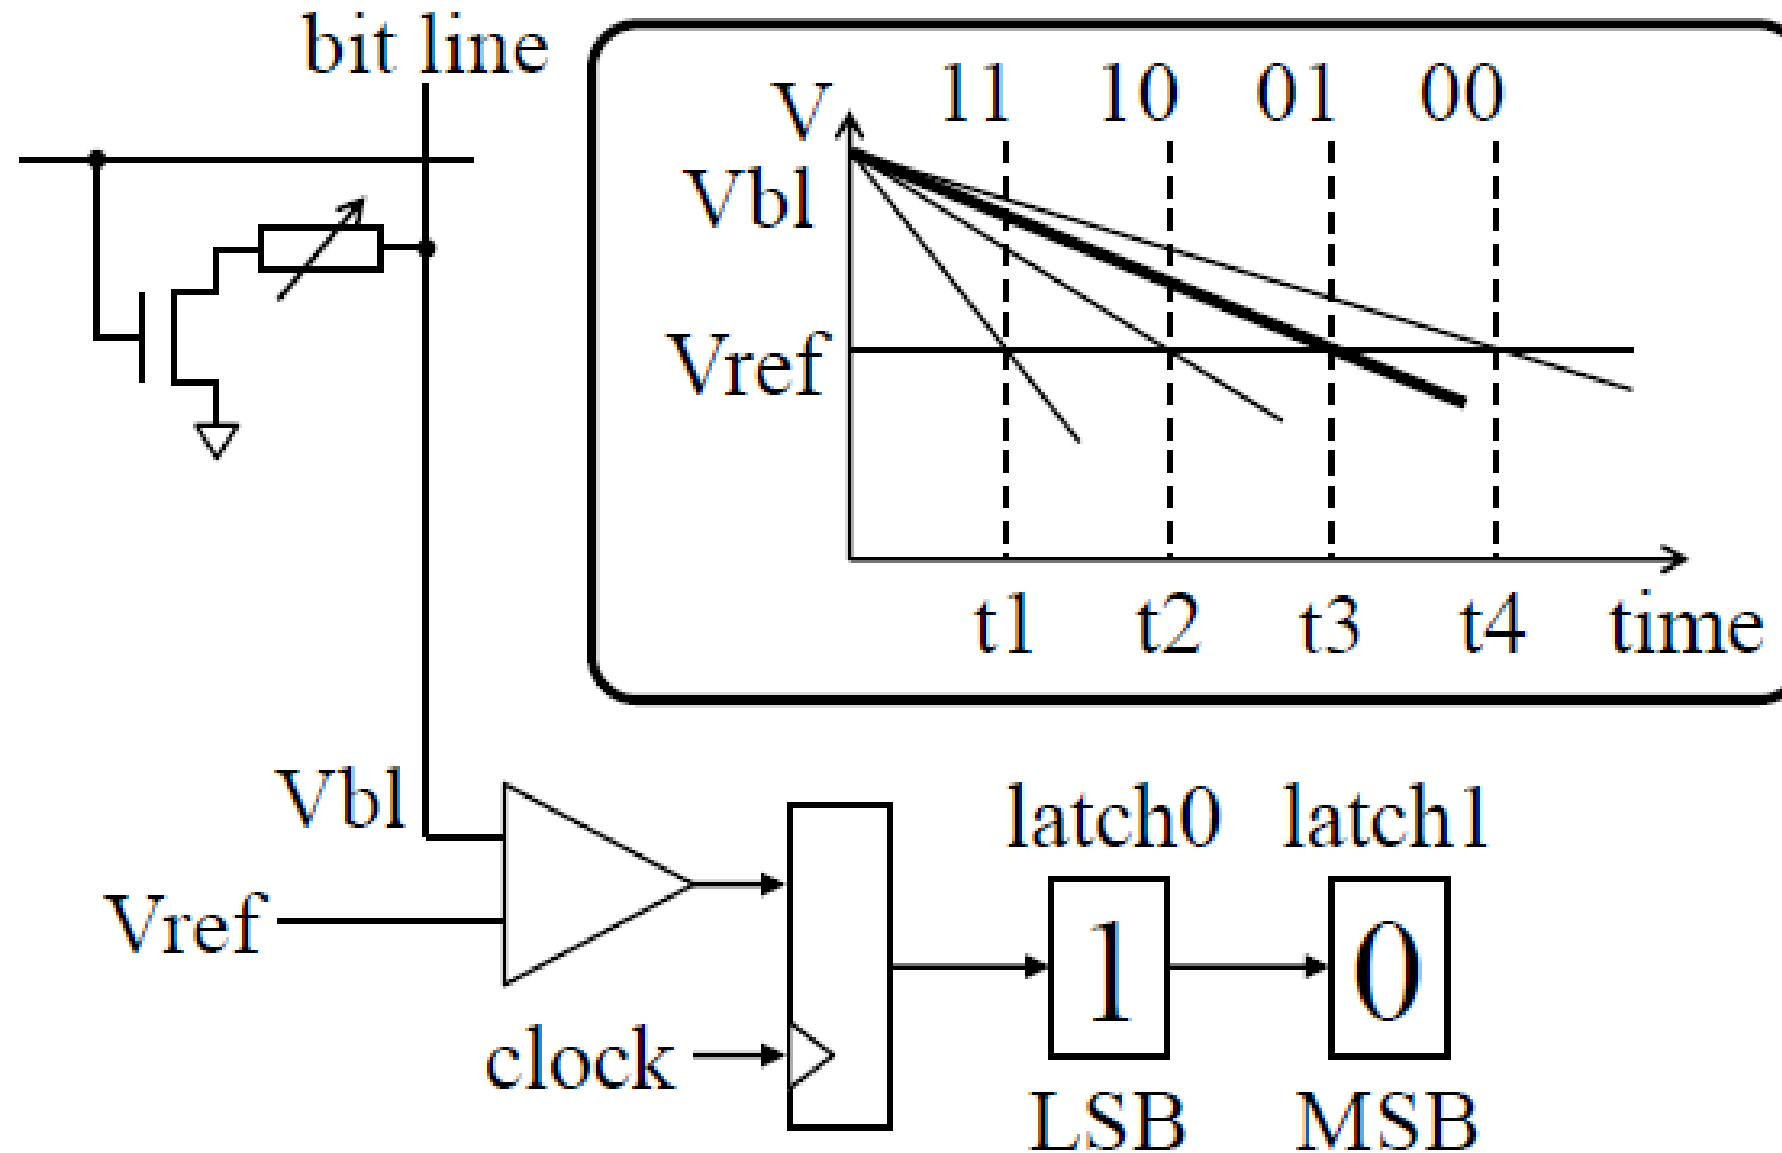 bit line
V
11 10 01 00
Vbl
Vref
t1 t2 t3 t4 time
Vbl
Vref
clock
latch0 latch1
1 0
LSB MSB